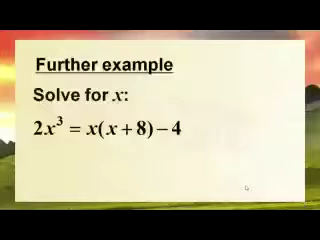 Further example
Solve for x:
2x³ = x(x + 8) − 4